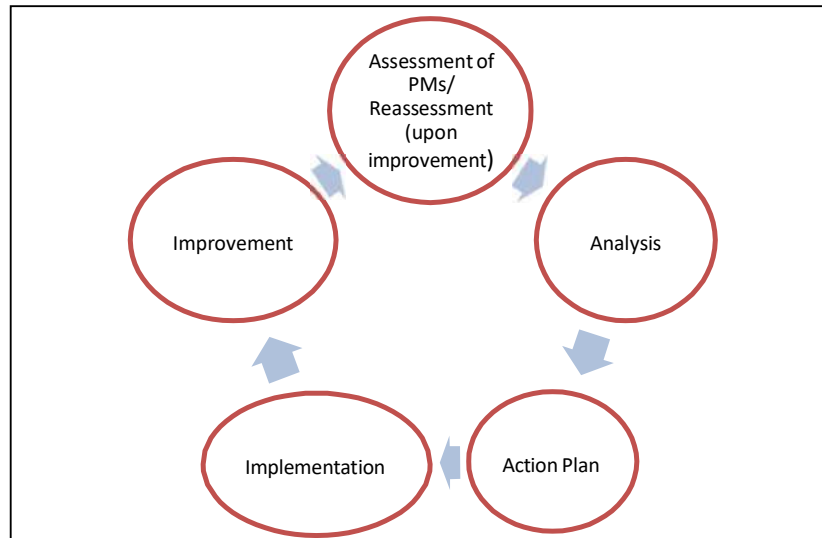 Assessment of
PMs/
Reassessment
(upon
improvement)
Improvement
Analysis
Implementation
Action Plan